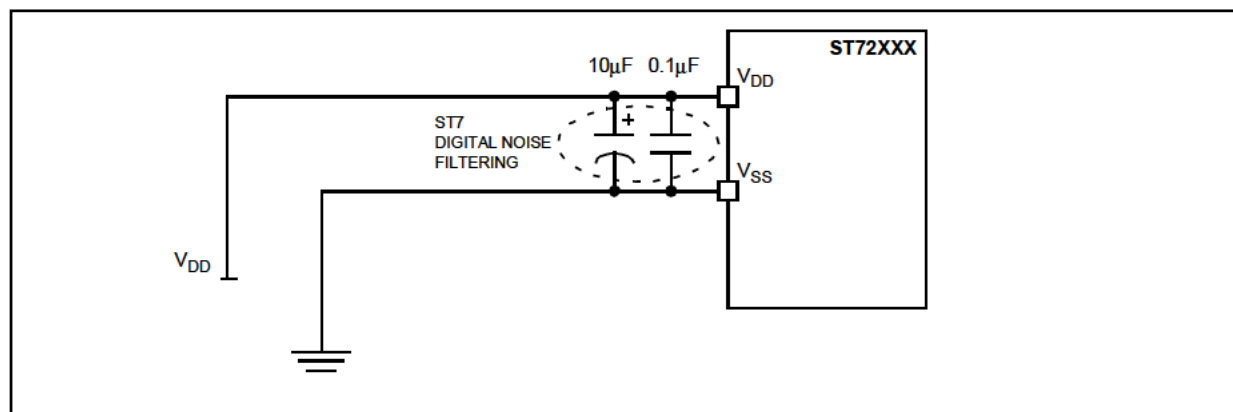 ST72XXX
10μF 0.1μF
VDD
ST7
DIGITAL NOISE
FILTERING
+
VSS
VDD